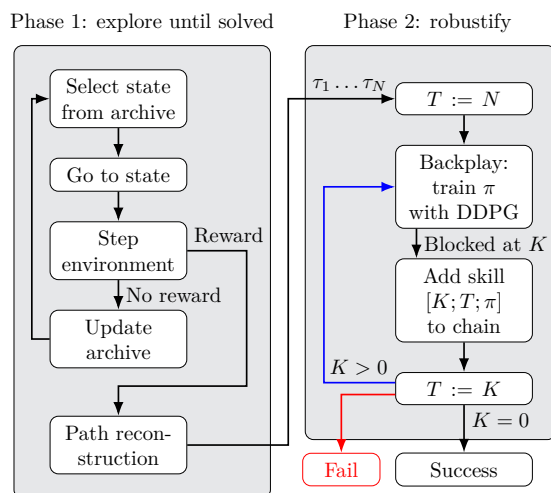 Phase 1: explore until solved
Select state
from archive
Go to state
Step
environment
Reward
No reward
Update
archive
Path recon-
struction
Phase 2: robustify
τ₁ … τ_N
T := N
Backplay:
train π
with DDPG
Blocked at K
Add skill
[K; T; π]
to chain
K > 0
T := K
K = 0
Fail
Success